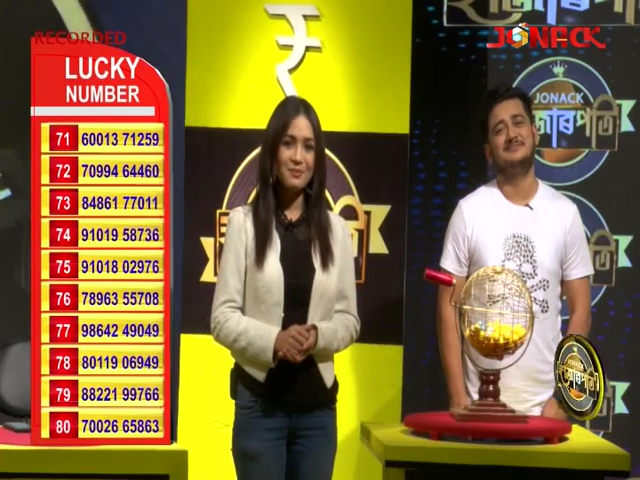 RECORDED
JONACK
LUCKY
NUMBER
71 60013 71259
72 70994 64460
73 84861 77011
74 91019 58736
75 91018 02976
76 78963 55708
77 98642 49049
78 80119 06949
79 88221 99766
80 70026 65863
₹
JONACK